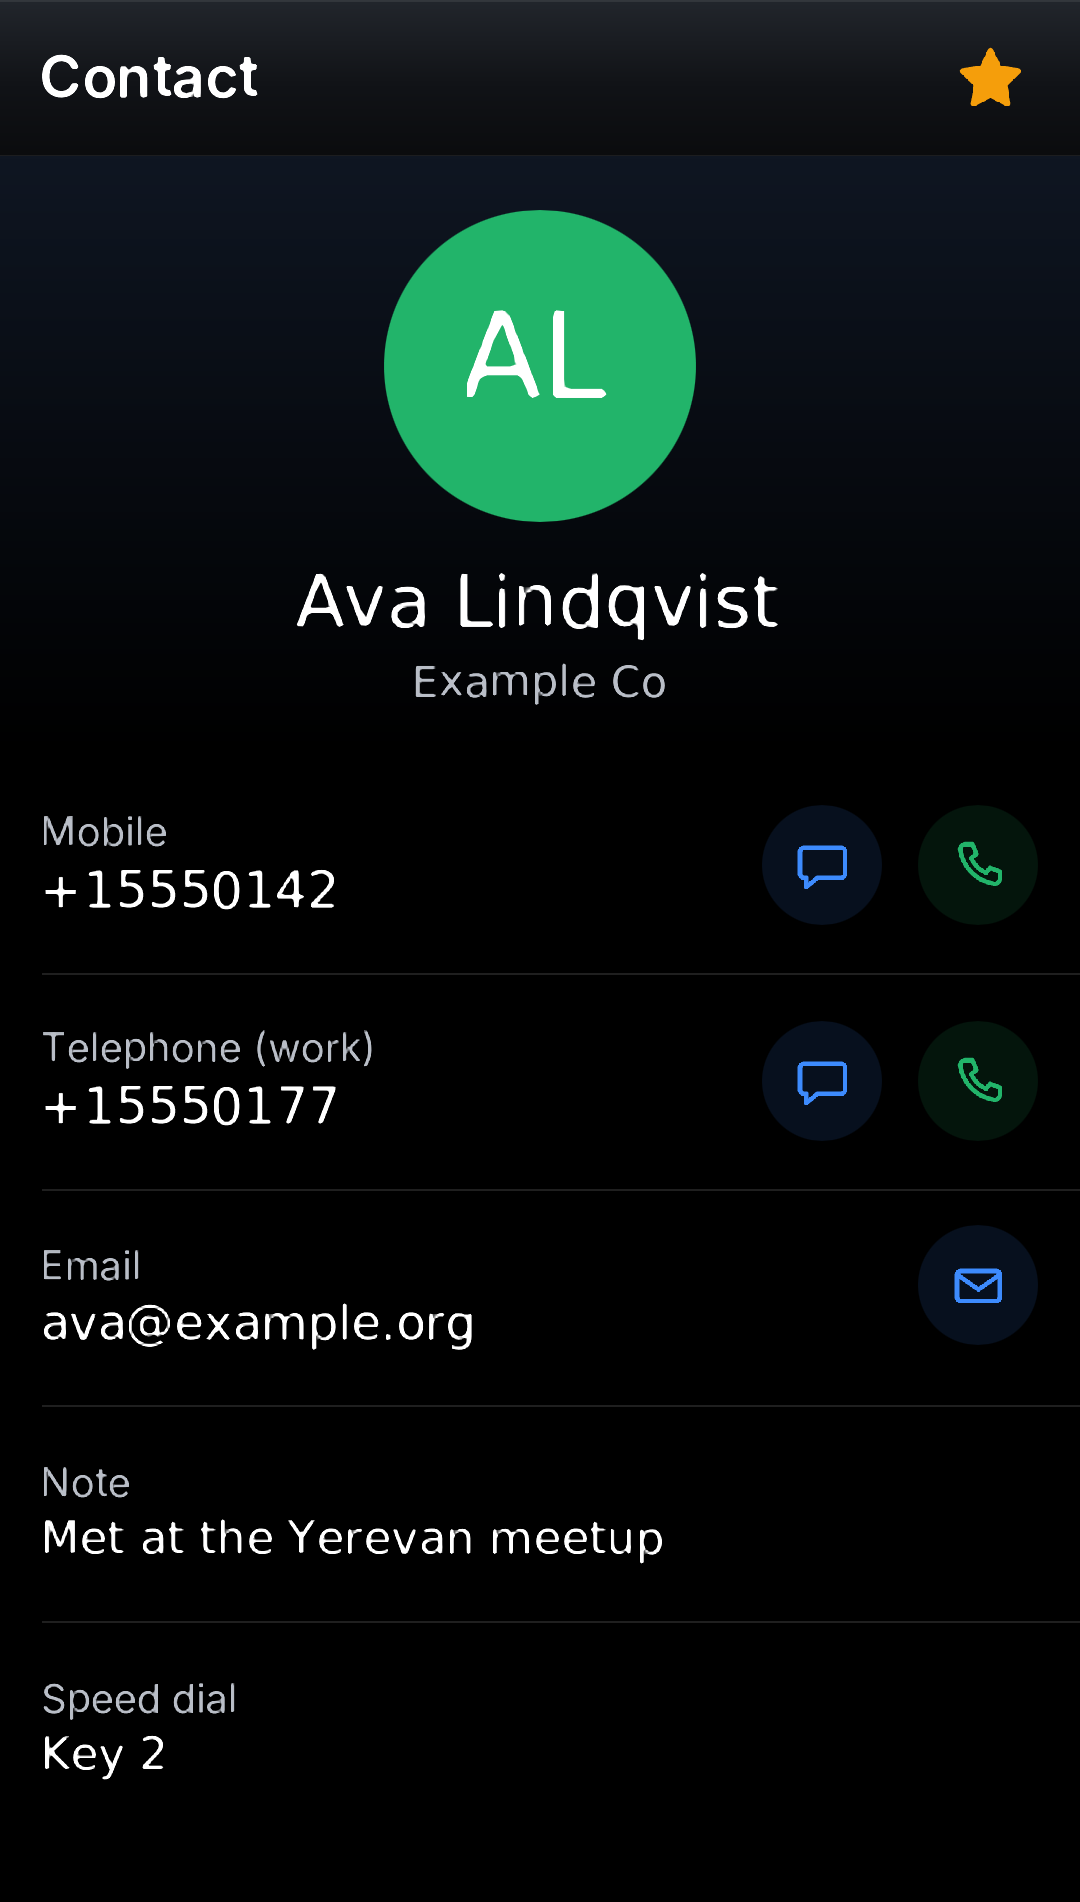 Contact
AL
Ava Lindqvist
Example Co
Mobile
+15550142
Telephone (work)
+15550177
Email
ava@example.org
Note
Met at the Yerevan meetup
Speed dial
Key 2